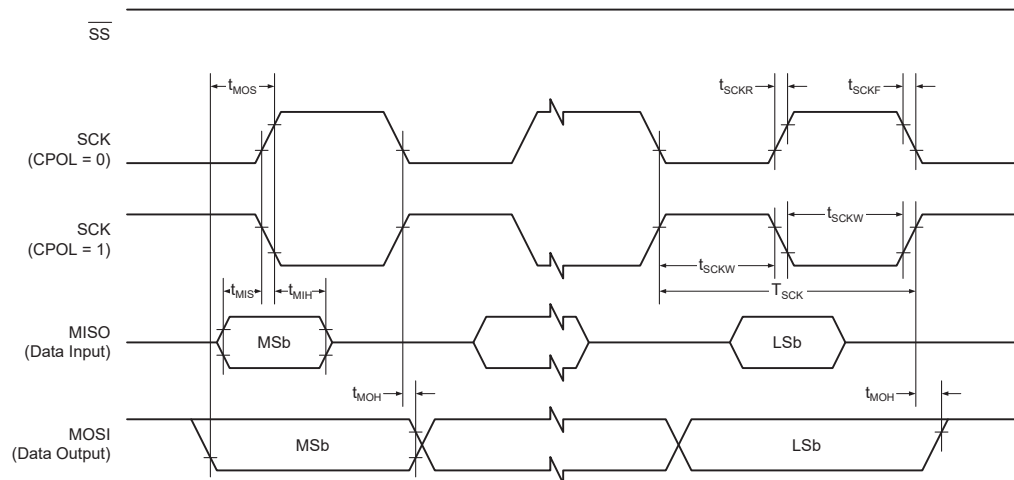 SS
tMOS
tSCKR
tSCKF
SCK
(CPOL = 0)
SCK
(CPOL = 1)
tSCKW
tSCKW
tMIS
tMIH
TSCK
MISO
(Data Input)
MSb
LSb
tMOH
tMOH
MOSI
(Data Output)
MSb
LSb